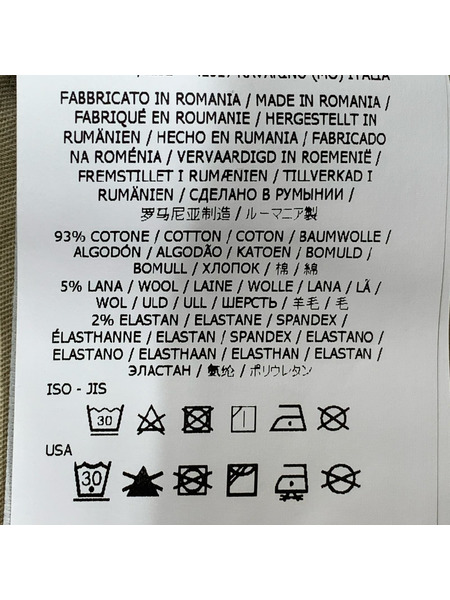 41017 RAVARINO (MO) ITALIA
FABBRICATO IN ROMANIA / MADE IN ROMANIA /
FABRIQUÉ EN ROUMANIE / HERGESTELLT IN
RUMÄNIEN / HECHO EN RUMANIA / FABRICADO
NA ROMÉNIA / VERVAARDIGD IN ROEMENIË /
FREMSTILLET I RUMÆNIEN / TILLVERKAD I
RUMÄNIEN / СДЕЛАНО В РУМЫНИИ /
罗马尼亚制造 / ルーマニア製
93% COTONE / COTTON / COTON / BAUMWOLLE /
ALGODÓN / ALGODÃO / KATOEN / BOMULD /
BOMULL / ХЛОПОК / 棉 / 綿
5% LANA / WOOL / LAINE / WOLLE / LANA / LÃ /
WOL / ULD / ULL / ШЕРСТЬ / 羊毛 / 毛
2% ELASTAN / ELASTANE / SPANDEX /
ÉLASTHANNE / ELASTAN / SPANDEX / ELASTANO /
ELASTANO / ELASTHAAN / ELASTHAN / ELASTAN /
ЭЛАСТАН / 氨纶 / ポリウレタン
ISO - JIS
30
USA
30